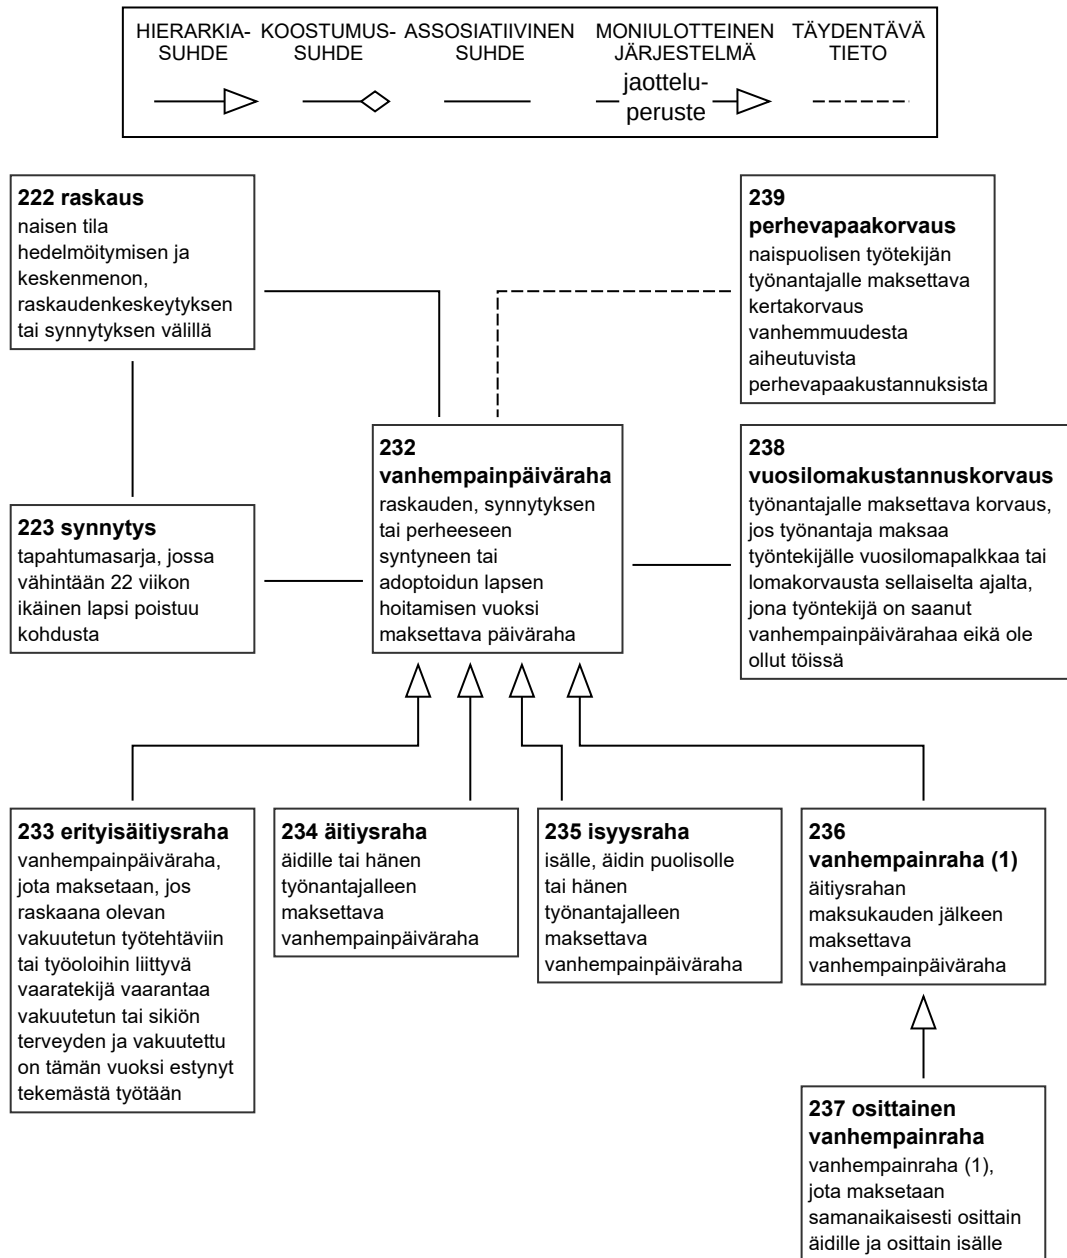 HIERARKIA-
SUHDE
KOOSTUMUS-
SUHDE
ASSOSIATIIVINEN
SUHDE
MONIULOTTEINEN
JÄRJESTELMÄ
jaottelu-
peruste
TÄYDENTÄVÄ
TIETO
222 raskaus
naisen tila
hedelmöitymisen ja
keskenmenon,
raskaudenkeskeytyksen
tai synnytyksen välillä
239
perhevapaakorvaus
naispuolisen työtekijän
työnantajalle maksettava
kertakorvaus
vanhemmuudesta
aiheutuvista
perhevapaakustannuksista
232
vanhempainpäiväraha
raskauden, synnytyksen
tai perheeseen
syntyneen tai
adoptoidun lapsen
hoitamisen vuoksi
maksettava päiväraha
238
vuosilomakustannuskorvaus
työnantajalle maksettava korvaus,
jos työnantaja maksaa
työntekijälle vuosilomapalkkaa tai
lomakorvausta sellaiselta ajalta,
jona työntekijä on saanut
vanhempainpäivärahaa eikä ole
ollut töissä
223 synnytys
tapahtumasarja, jossa
vähintään 22 viikon
ikäinen lapsi poistuu
kohdusta
233 erityisäitiysraha
vanhempainpäiväraha,
jota maksetaan, jos
raskaana olevan
vakuutetun työtehtäviin
tai työoloihin liittyvä
vaaratekijä vaarantaa
vakuutetun tai sikiön
terveyden ja vakuutettu
on tämän vuoksi estynyt
tekemästä työtään
234 äitiysraha
äidille tai hänen
työnantajalleen
maksettava
vanhempainpäiväraha
235 isyysraha
isälle, äidin puolisolle
tai hänen
työnantajalleen
maksettava
vanhempainpäiväraha
236
vanhempainraha (1)
äitiysrahan
maksukauden jälkeen
maksettava
vanhempainpäiväraha
237 osittainen
vanhempainraha
vanhempainraha (1),
jota maksetaan
samanaikaisesti osittain
äidille ja osittain isälle